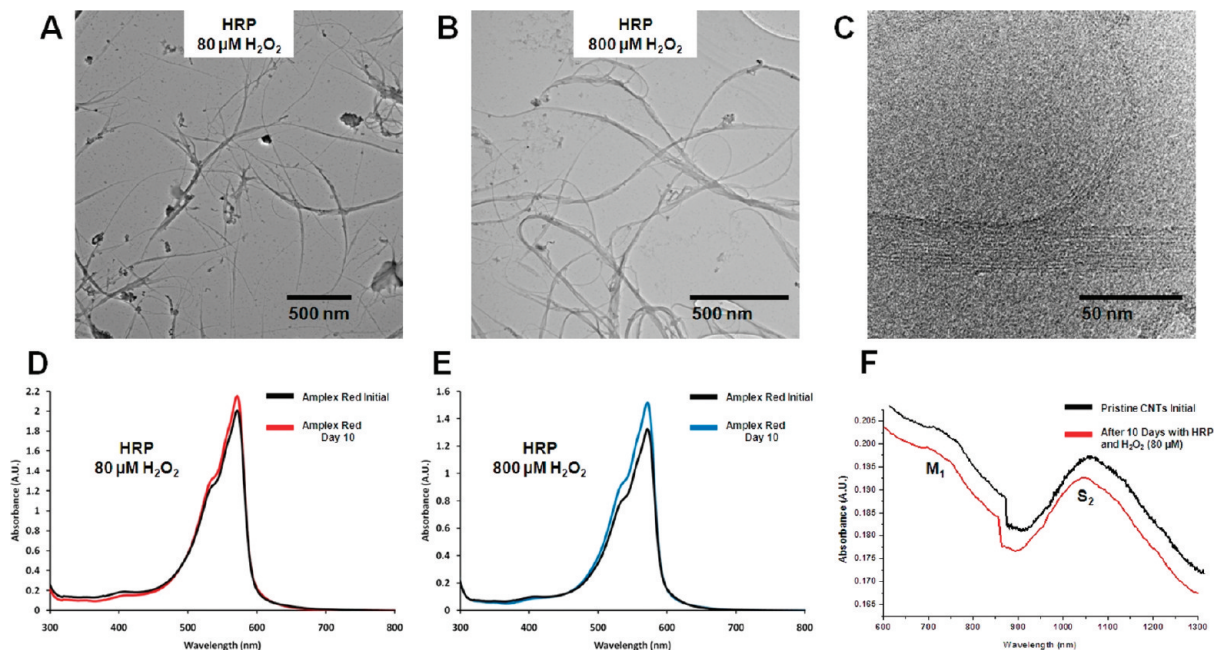 A
HRP
80 µM H₂O₂
500 nm
B
HRP
800 µM H₂O₂
500 nm
C
50 nm
D
2.2
2
1.8
1.6
1.4
1.2
1
0.8
0.6
0.4
0.2
0
300
400
500
600
700
800
Absorbance (A.U.)
Wavelength (nm)
HRP
80 µM H₂O₂
Amplex Red Initial
Amplex Red
Day 10
E
1.6
1.4
1.2
1
0.8
0.6
0.4
0.2
0
300
400
500
600
700
800
Absorbance (A.U.)
Wavelength (nm)
HRP
800 µM H₂O₂
Amplex Red Initial
Amplex Red
Day 10
F
0.205
0.204
0.195
0.189
0.184
0.181
0.176
0.170
0.165
600
700
800
900
1000
1100
1200
1300
Absorbance (A.U.)
Wavelength (nm)
Pristine CNTs Initial
After 10 Days with HRP
and H₂O₂ (80 µM)
M₁
S₂